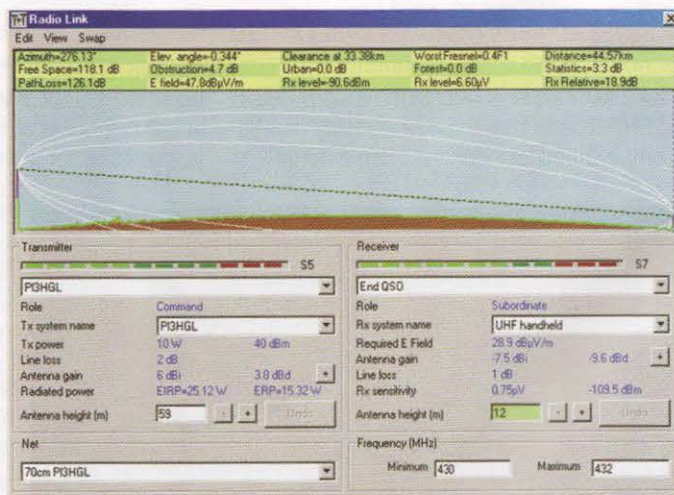 Radio Link
Edit View Swap
Azimuth=276.13° Elev. angle=-0.344° Clearance at 33.38km Worst Fresnel=0.4F1 Distance=44.57km
Free Space=118.1 dB Obstruction=4.7 dB Urban=0.0 dB Forest=0.0 dB Statistics=3.3 dB
PathLoss=126.1dB E field=47.8dBµV/m Rx level=-90.6dBm Rx level=6.60µV Rx Relative=18.9dB
Transmitter Receiver
S5 S7
PI3HGL End QSO
Role Command Role Subordinate
Tx system name PI3HGL Rx system name UHF handheld
Tx power 10 W 40 dBm Required E Field 28.9 dBµV/m
Line loss 2 dB Antenna gain -7.5 dBi -9.6 dBd +
Antenna gain 6 dBi 3.8 dBd + Line loss 1 dB
Radiated power EIRP=25.12 W ERP=15.32 W Rx sensitivity 0.75µV -109.5 dBm
Antenna height (m) 59 - + Undo Antenna height (m) 12 - + Undo
Net Frequency (MHz)
70cm PI3HGL Minimum 430 Maximum 432